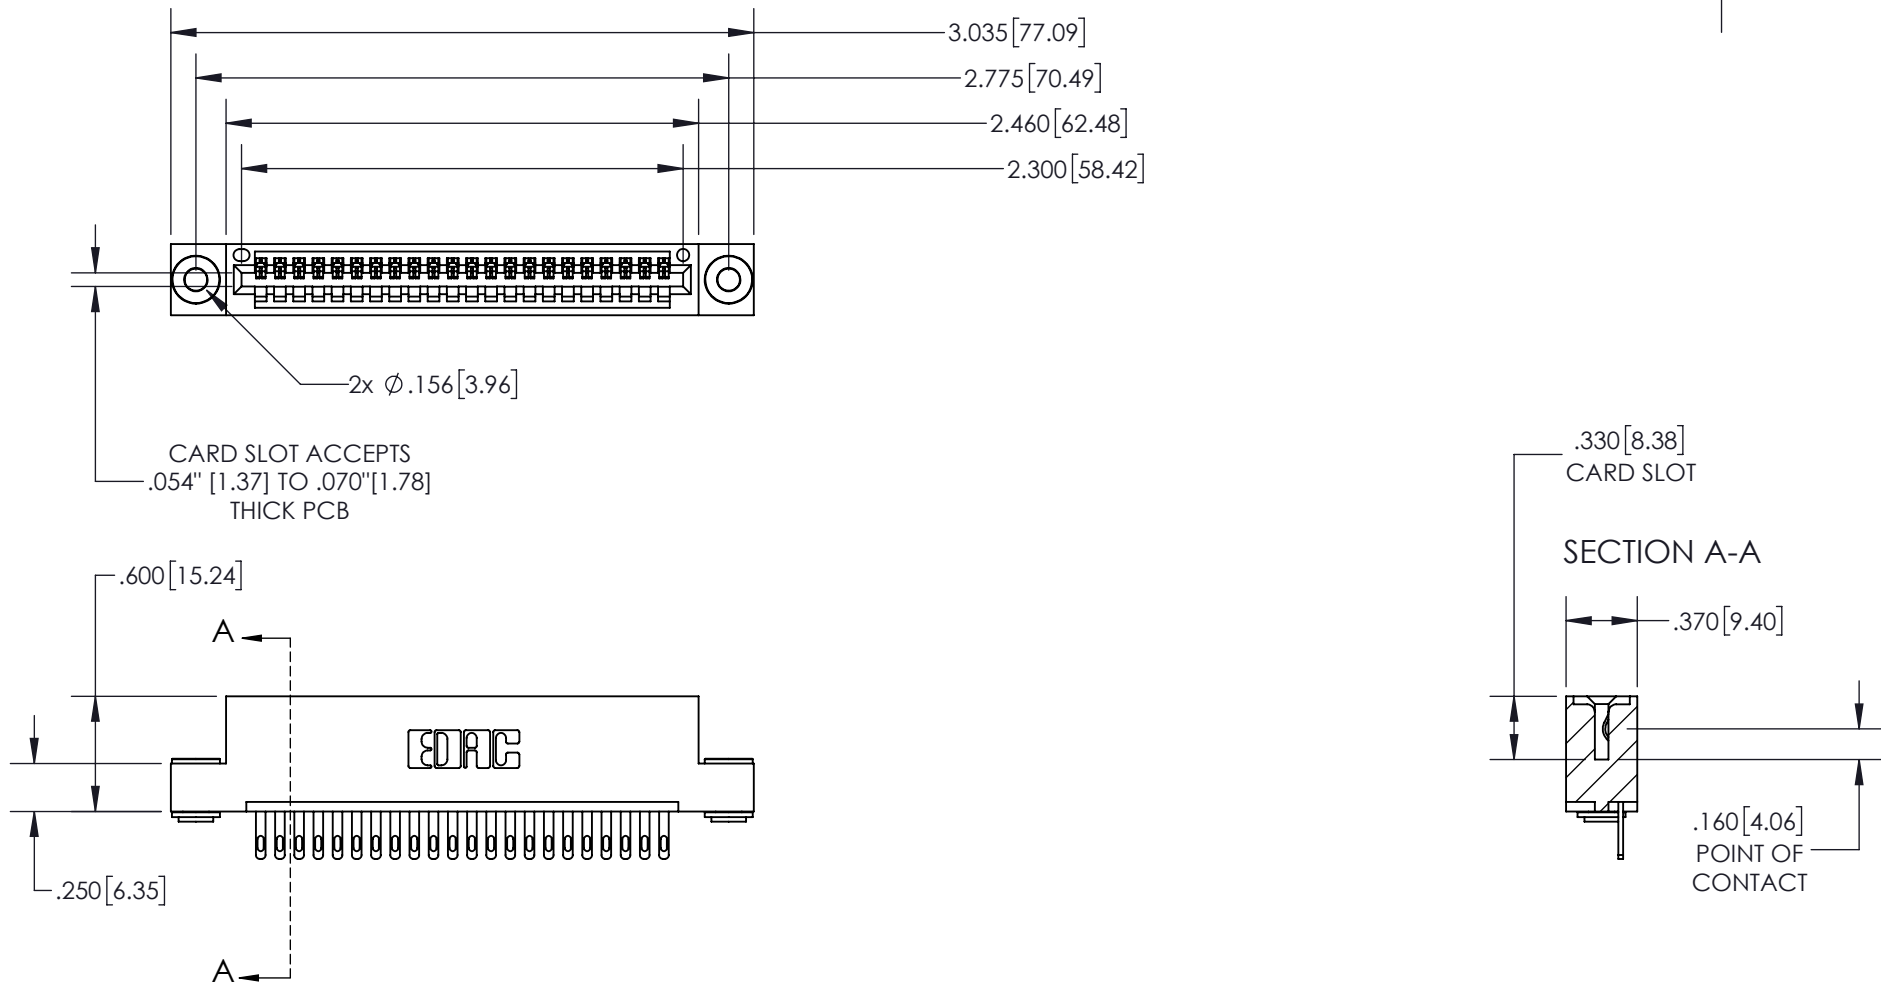 3.035[77.09]
2.775[70.49]
2.460[62.48]
2.300[58.42]
2x Ø.156[3.96]
CARD SLOT ACCEPTS
.054" [1.37] TO .070"[1.78]
THICK PCB
.330[8.38]
CARD SLOT
SECTION A-A
.600[15.24]
A
.370[9.40]
EDAC
.160[4.06]
POINT OF
CONTACT
.250[6.35]
A